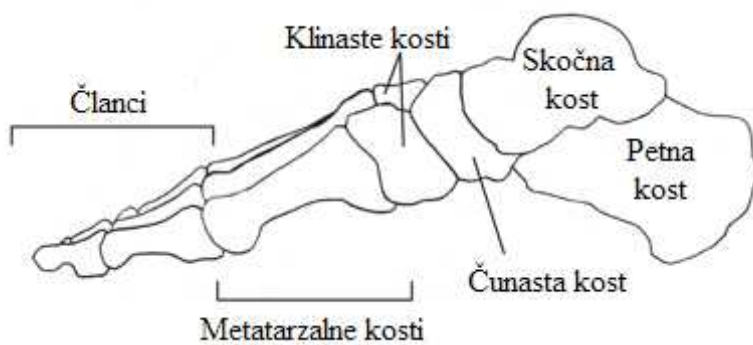 Klinaste kosti
Skočna
kost
Članci
Petna
kost
Čunasta kost
Metatarzalne kosti